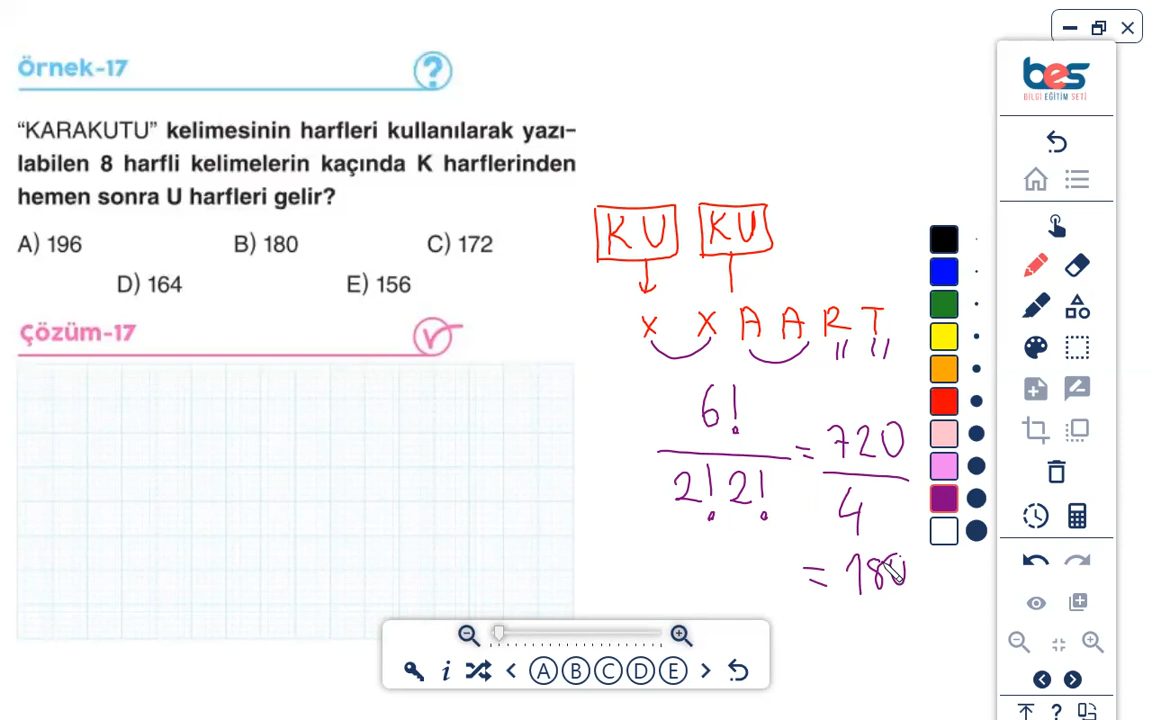 Örnek-17
?
“KARAKUTU” kelimesinin harfleri kullanılarak yazı-
labilen 8 harfli kelimelerin kaçında K harflerinden
hemen sonra U harfleri gelir?
A) 196
B) 180
C) 172
D) 164
E) 156
Çözüm-17
KU KU
x x A A R T
6!
2! 2!
= 720
4
= 180
bes
BİLGİ EĞİTİM SETİ
i < A B C D E >
?